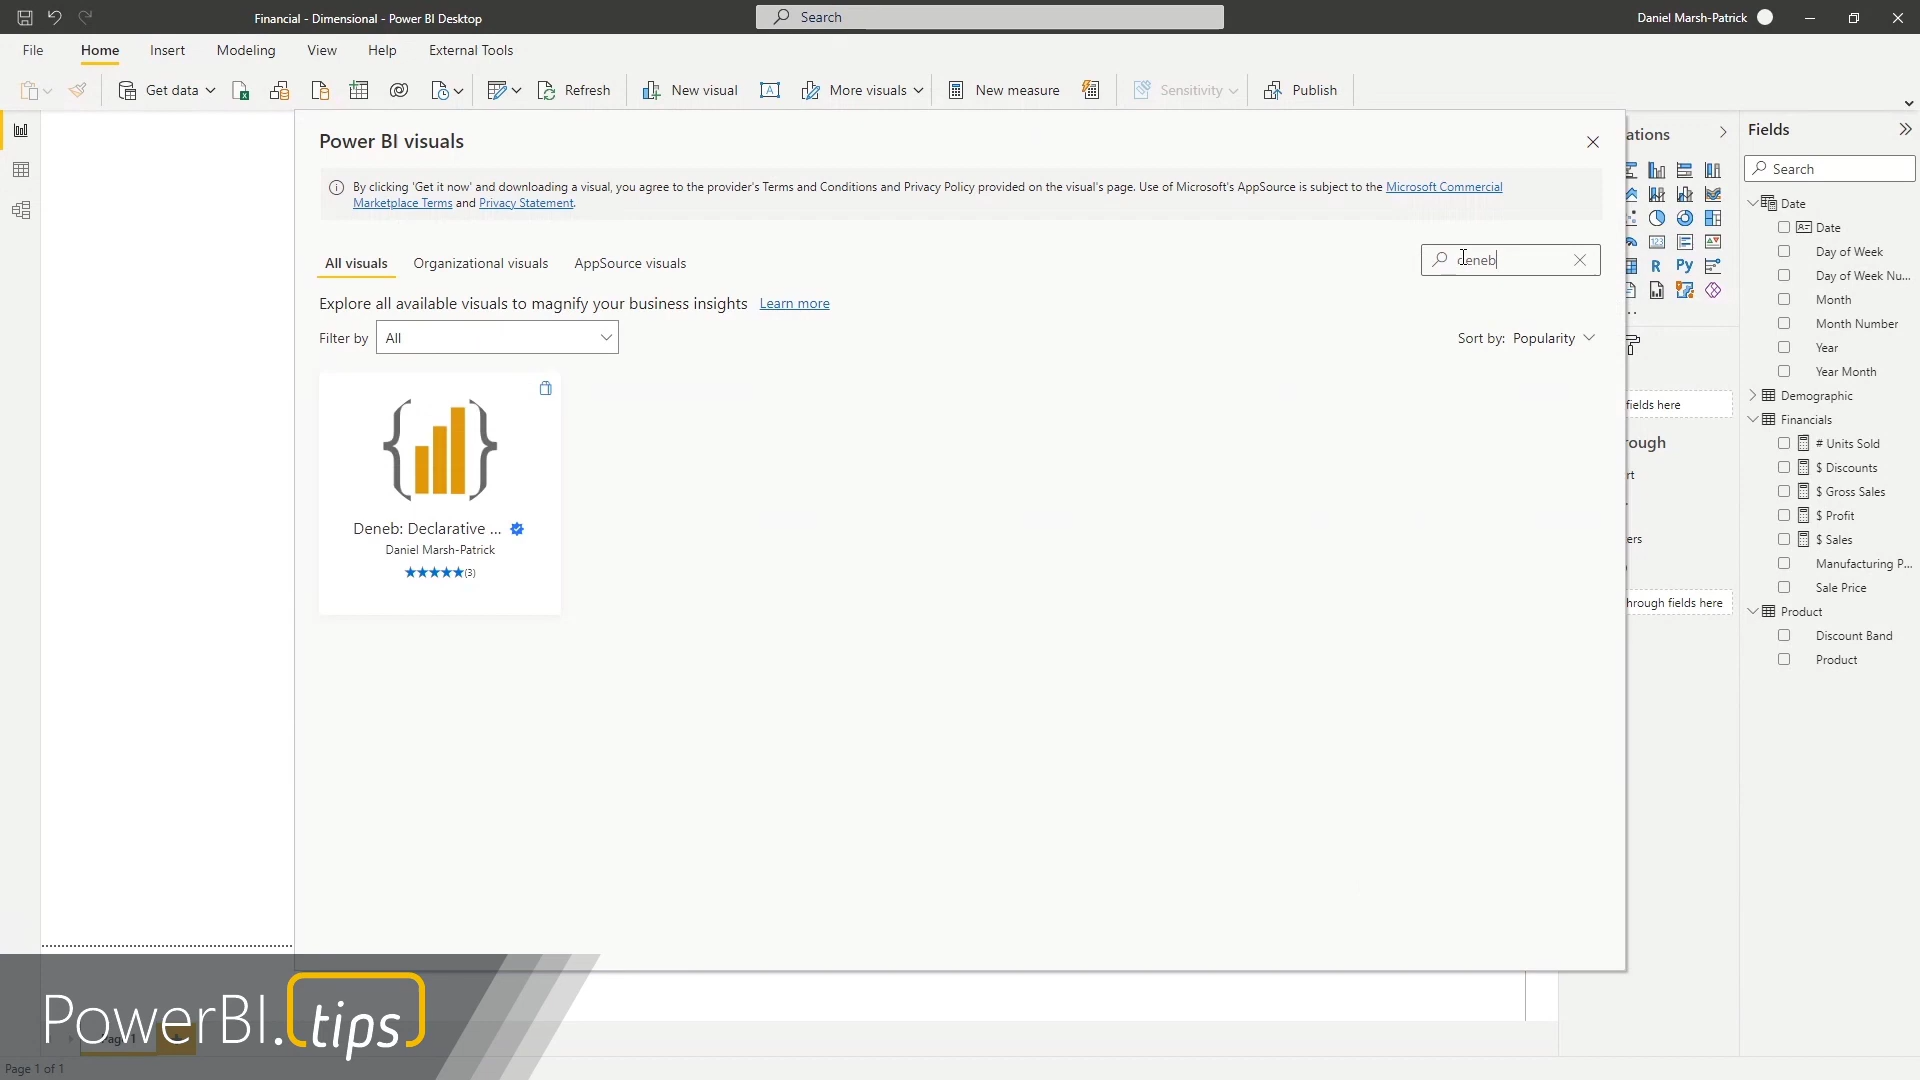 Financial - Dimensional - Power BI Desktop
Search
Daniel Marsh-Patrick
File
Home
Insert
Modeling
View
Help
External Tools
Get data
Refresh
New visual
More visuals
New measure
Sensitivity
Publish
Power BI visuals
By clicking 'Get it now' and downloading a visual, you agree to the provider's Terms and Conditions and Privacy Policy provided on the visual's page. Use of Microsoft's AppSource is subject to the Microsoft Commercial
Marketplace Terms and Privacy Statement.
All visuals
Organizational visuals
AppSource visuals
deneb
Explore all available visuals to magnify your business insights Learn more
Filter by All
Sort by: Popularity
Deneb: Declarative ...
Daniel Marsh-Patrick
(3)
ations
R
Py
fields here
rough
rt
ers
hrough fields here
Fields
Search
Date
Date
Day of Week
Day of Week Nu...
Month
Month Number
Year
Year Month
Demographic
Financials
# Units Sold
$ Discounts
$ Gross Sales
$ Profit
$ Sales
Manufacturing P...
Sale Price
Product
Discount Band
Product
PowerBI.tips
Page 1
Page 1 of 1